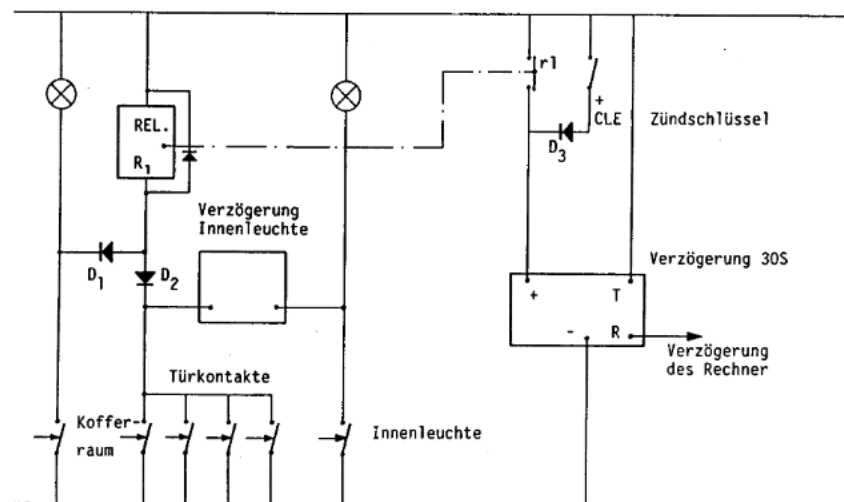 r1
REL.
+
CLE
Zündschlüssel
D3
R1
Verzögerung
Innenleuchte
D1
D2
Verzögerung 30S
+
T
-
R
Verzögerung
des Rechner
Türkontakte
Koffer-
raum
Innenleuchte